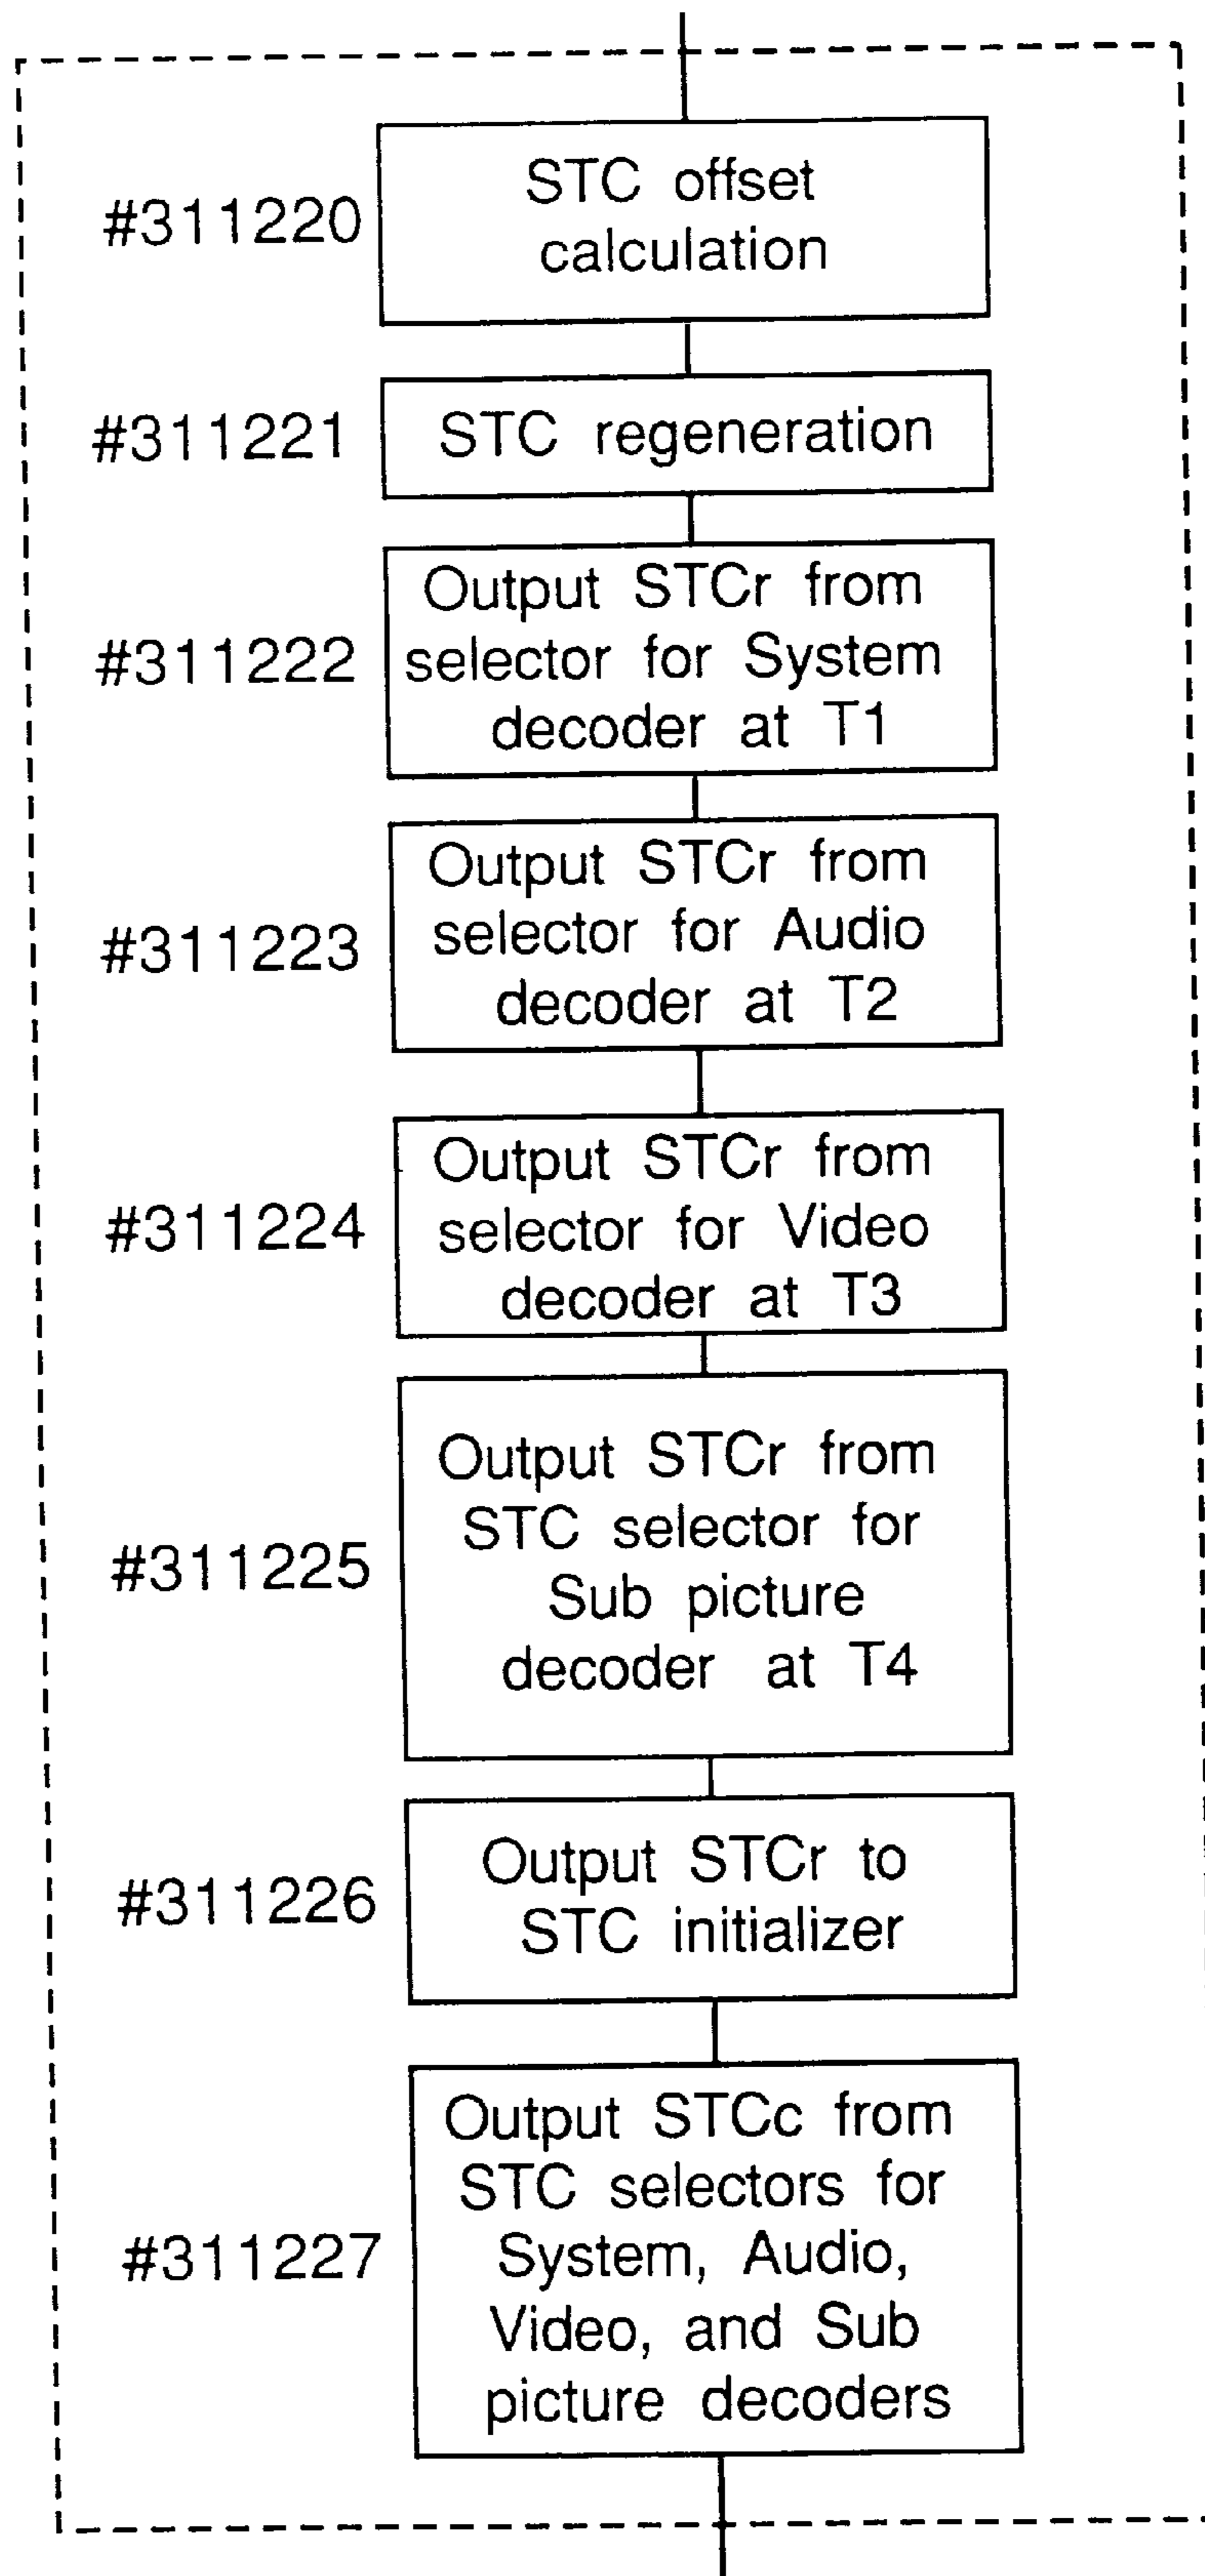 #311220
STC offset
calculation
#311221
STC regeneration
#311222
Output STCr from
selector for System
decoder at T1
#311223
Output STCr from
selector for Audio
decoder at T2
#311224
Output STCr from
selector for Video
decoder at T3
#311225
Output STCr from
STC selector for
Sub picture
decoder at T4
#311226
Output STCr to
STC initializer
#311227
Output STCc from
STC selectors for
System, Audio,
Video, and Sub
picture decoders